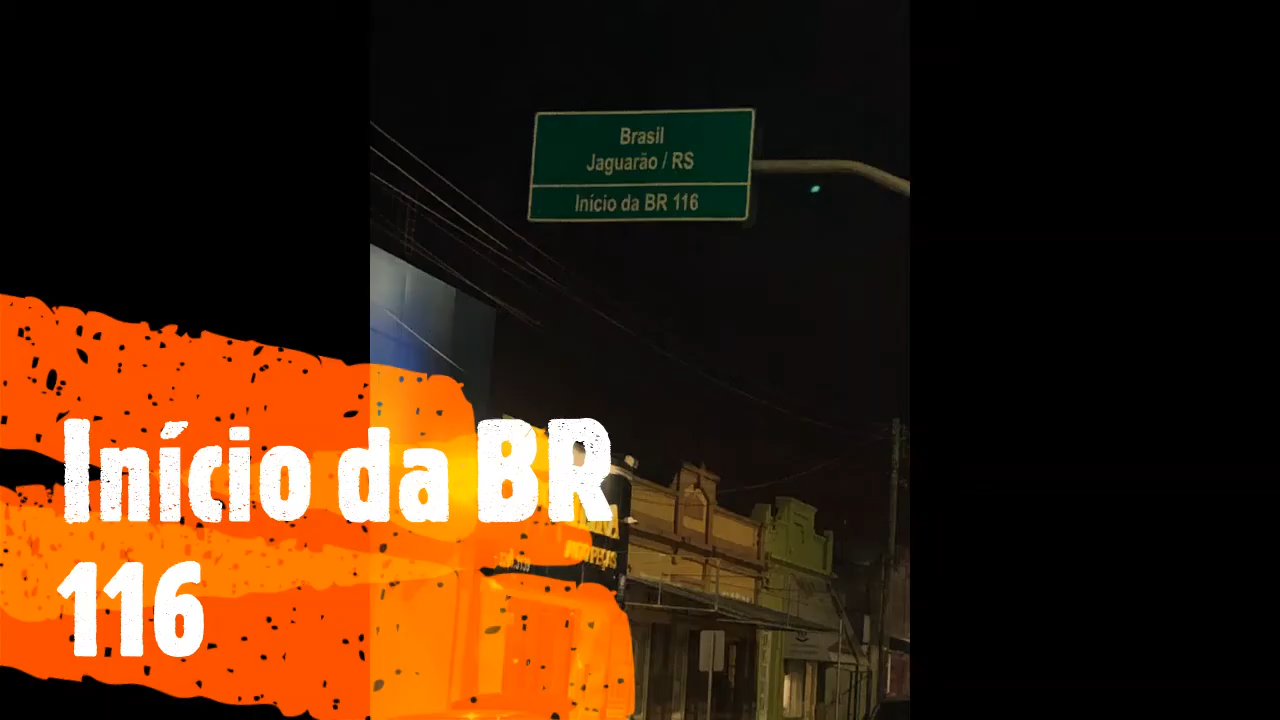 Brasil
Jaguarão / RS
Início da BR 116
Início da BR
116